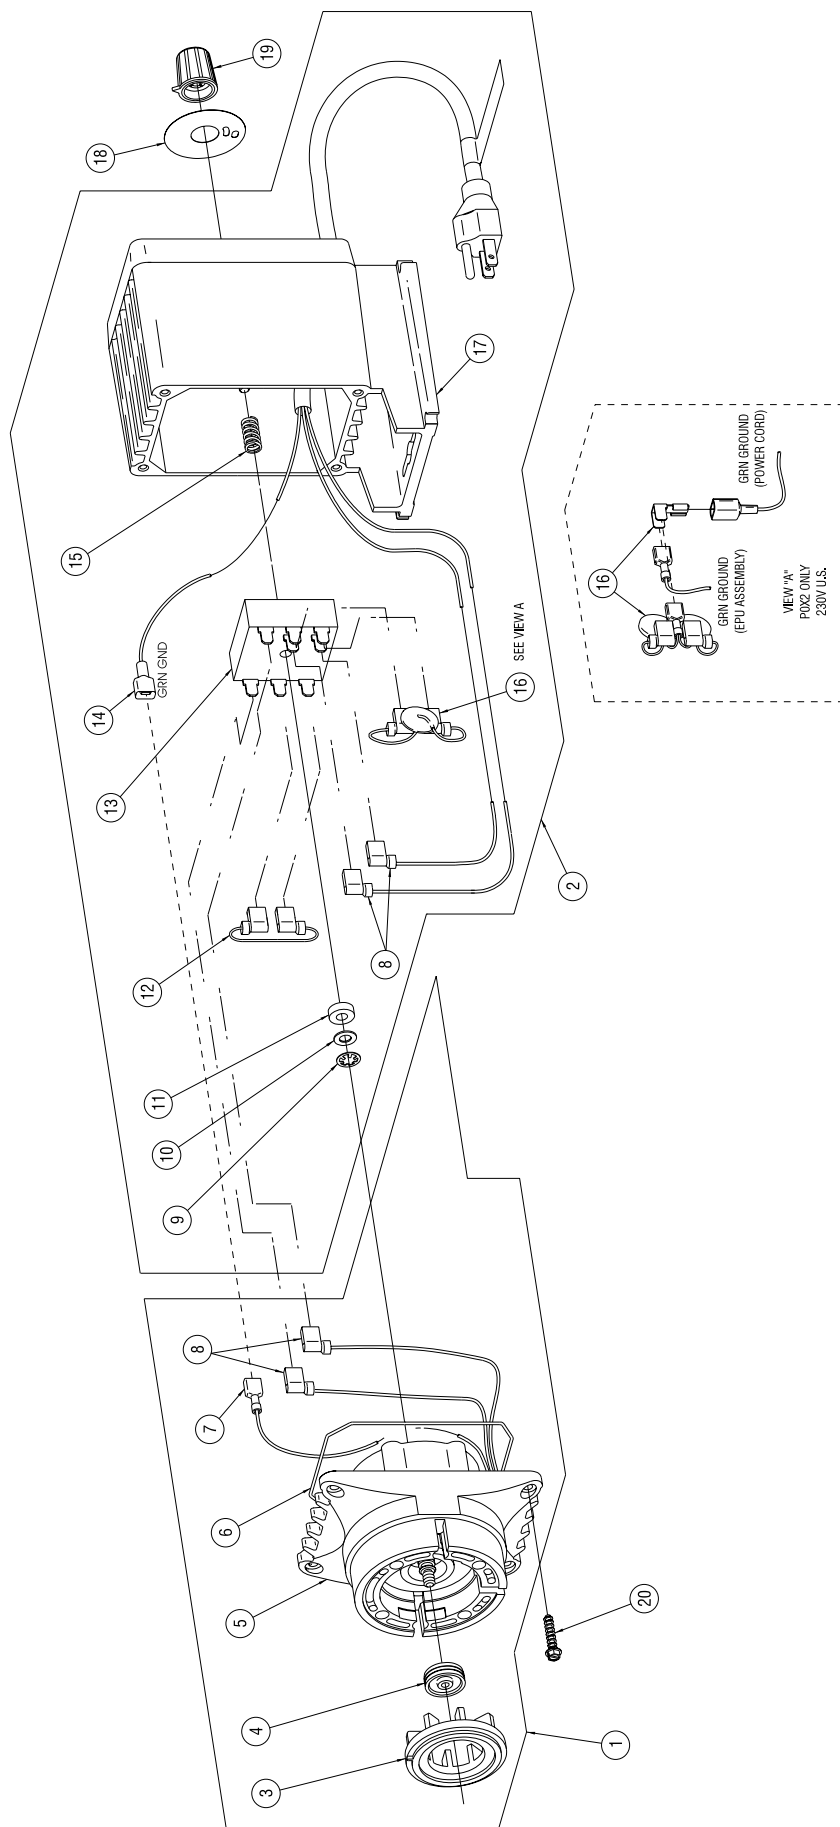 19
18
17
15
GRN GND
14
13
SEE VIEW A
16
2
12
8
11
10
9
8
7
6
5
20
4
3
1
16
GRN GROUND
(POWER CORD)
GRN GROUND
(EPU ASSEMBLY)
VIEW "A"
P0X2 ONLY
230V U.S.